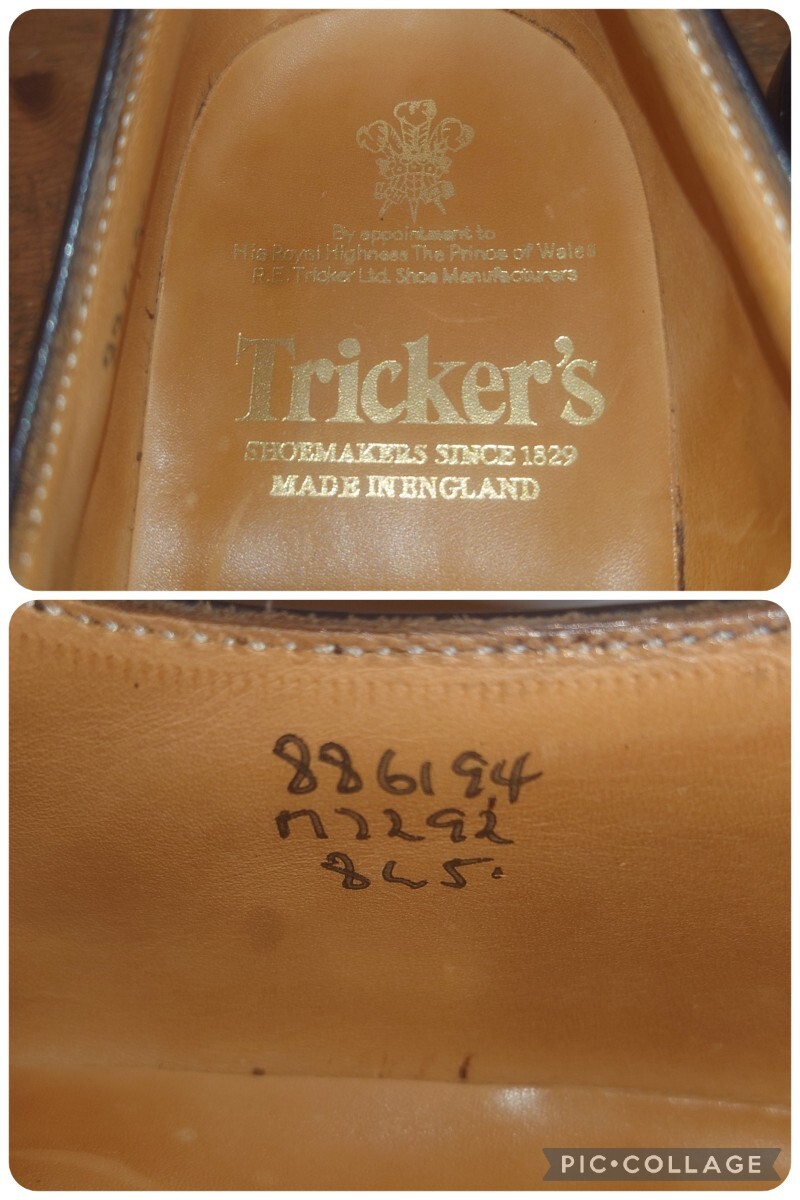 By appointment to
His Royal Highness The Prince of Wales
R.E. Tricker Ltd. Shoe Manufacturers
Tricker's
SHOEMAKERS SINCE 1829
MADE IN ENGLAND
886194
M7292
845.
PIC•COLLAGE